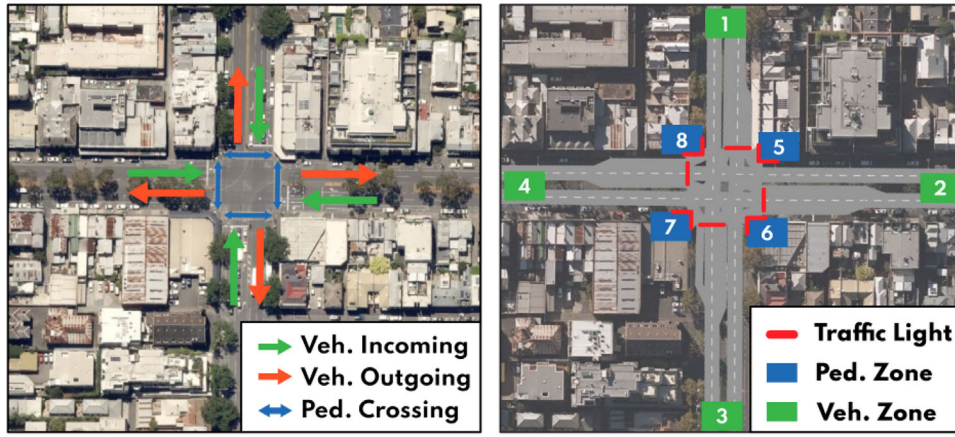 Veh. Incoming
Veh. Outgoing
Ped. Crossing
1
8
5
4
2
7
6
3
Traffic Light
Ped. Zone
Veh. Zone